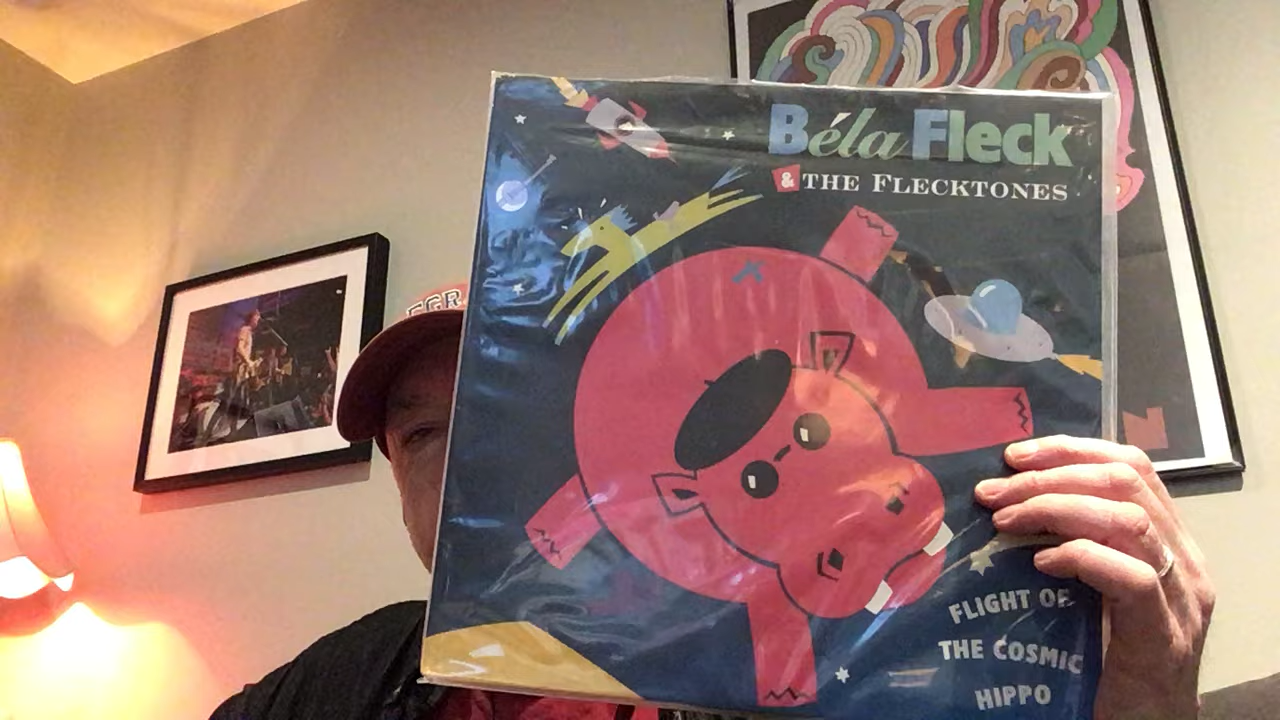 Béla Fleck
& THE FLECKTONES
FLIGHT OF
THE COSMIC
HIPPO